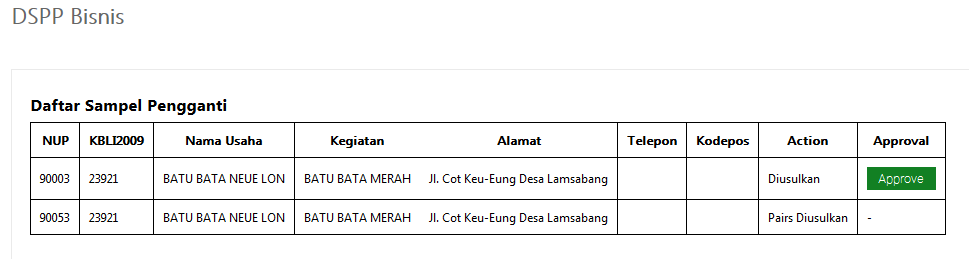 DSPP Bisnis
Daftar Sampel Pengganti
NUP KBLI2009 Nama Usaha Kegiatan Alamat Telepon Kodepos Action Approval
90003 23921 BATU BATA NEUE LON BATU BATA MERAH Jl. Cot Keu-Eung Desa Lamsabang Diusulkan Approve
90053 23921 BATU BATA NEUE LON BATU BATA MERAH Jl. Cot Keu-Eung Desa Lamsabang Pairs Diusulkan -